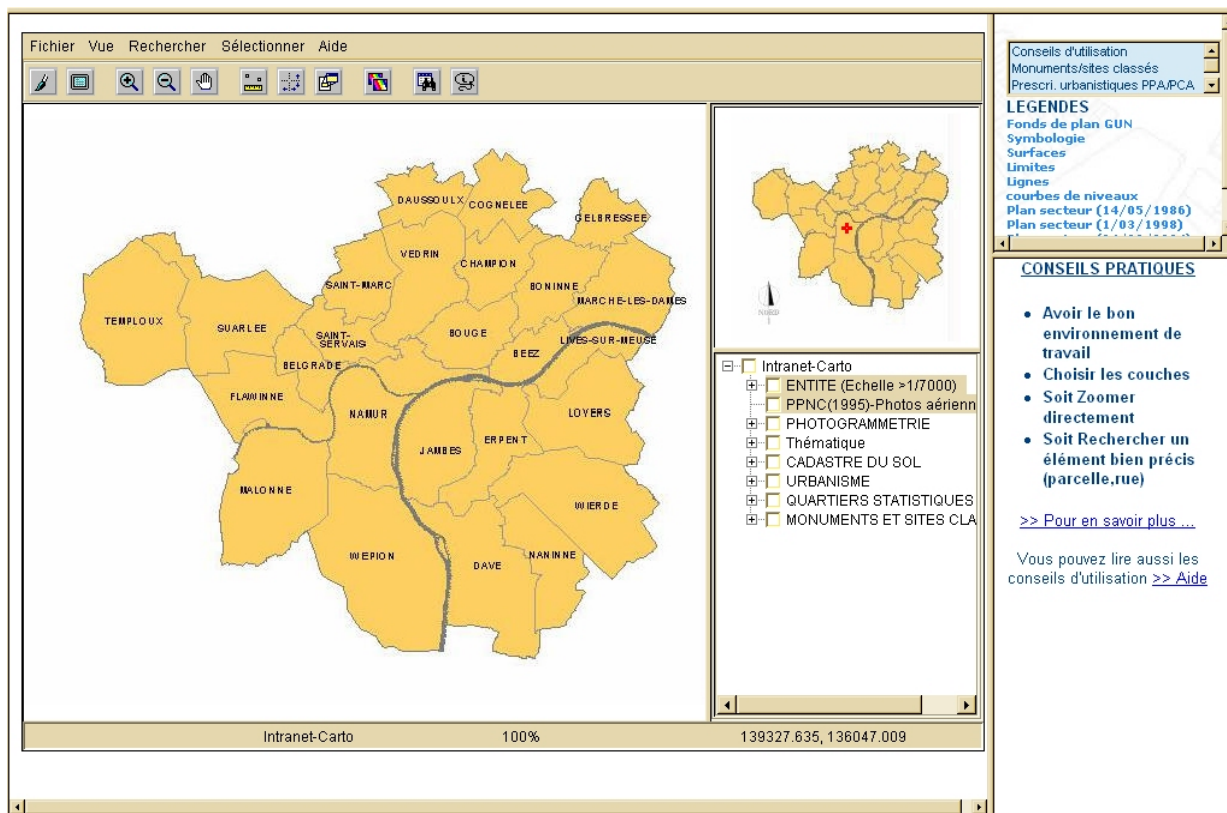 Fichier Vue Rechercher Sélectionner Aide
DAUSSOULX
COGNELEE
GELBRESSEE
VEDRIN
CHAMPION
SAINT-MARC
BONINNE
MARCHE-LES-DAMES
TEMPLOUX
SUARLEE
SAINT-
SERVAIS
BOUGE
LIVES-SUR-MEUSE
BEEZ
BELGRADE
FLAWINNE
NAMUR
LOYERS
ERPENT
JAMBES
MALONNE
WIERDE
WEPION
DAVE
NANINNE
NORD
Intranet-Carto
ENTITE (Echelle >1/7000)
PPNC(1995)-Photos aérienn
PHOTOGRAMMETRIE
Thématique
CADASTRE DU SOL
URBANISME
QUARTIERS STATISTIQUES
MONUMENTS ET SITES CLA
Intranet-Carto 100% 139327.635, 136047.009
Conseils d'utilisation
Monuments/sites classés
Prescri. urbanistiques PPA/PCA
LEGENDES
Fonds de plan GUN
Symbologie
Surfaces
Limites
Lignes
courbes de niveaux
Plan secteur (14/05/1986)
Plan secteur (1/03/1998)
CONSEILS PRATIQUES
• Avoir le bon
environnement de
travail
• Choisir les couches
• Soit Zoomer
directement
• Soit Rechercher un
élément bien précis
(parcelle,rue)
>> Pour en savoir plus ...
Vous pouvez lire aussi les
conseils d'utilisation >> Aide